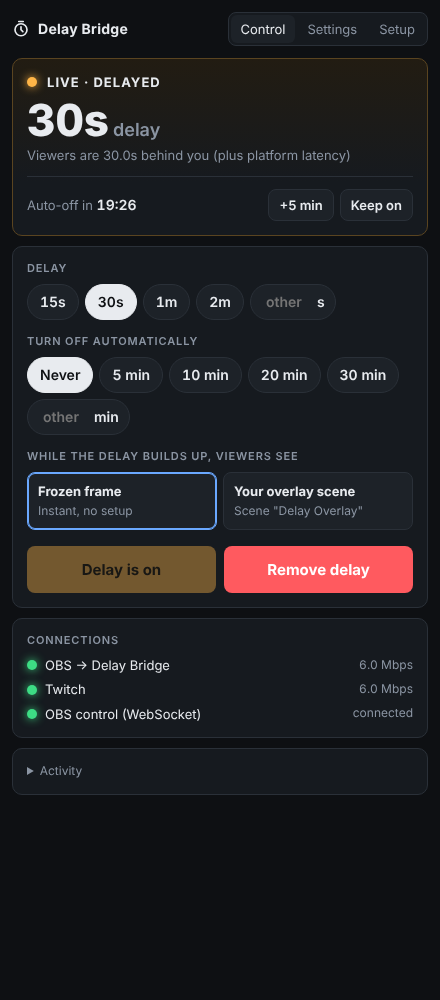 Delay Bridge
Control Settings Setup
LIVE · DELAYED
30s delay
Viewers are 30.0s behind you (plus platform latency)
Auto-off in 19:26
+5 min Keep on
DELAY
15s 30s 1m 2m other s
TURN OFF AUTOMATICALLY
Never 5 min 10 min 20 min 30 min
other min
WHILE THE DELAY BUILDS UP, VIEWERS SEE
Frozen frame
Instant, no setup
Your overlay scene
Scene "Delay Overlay"
Delay is on Remove delay
CONNECTIONS
OBS → Delay Bridge 6.0 Mbps
Twitch 6.0 Mbps
OBS control (WebSocket) connected
Activity